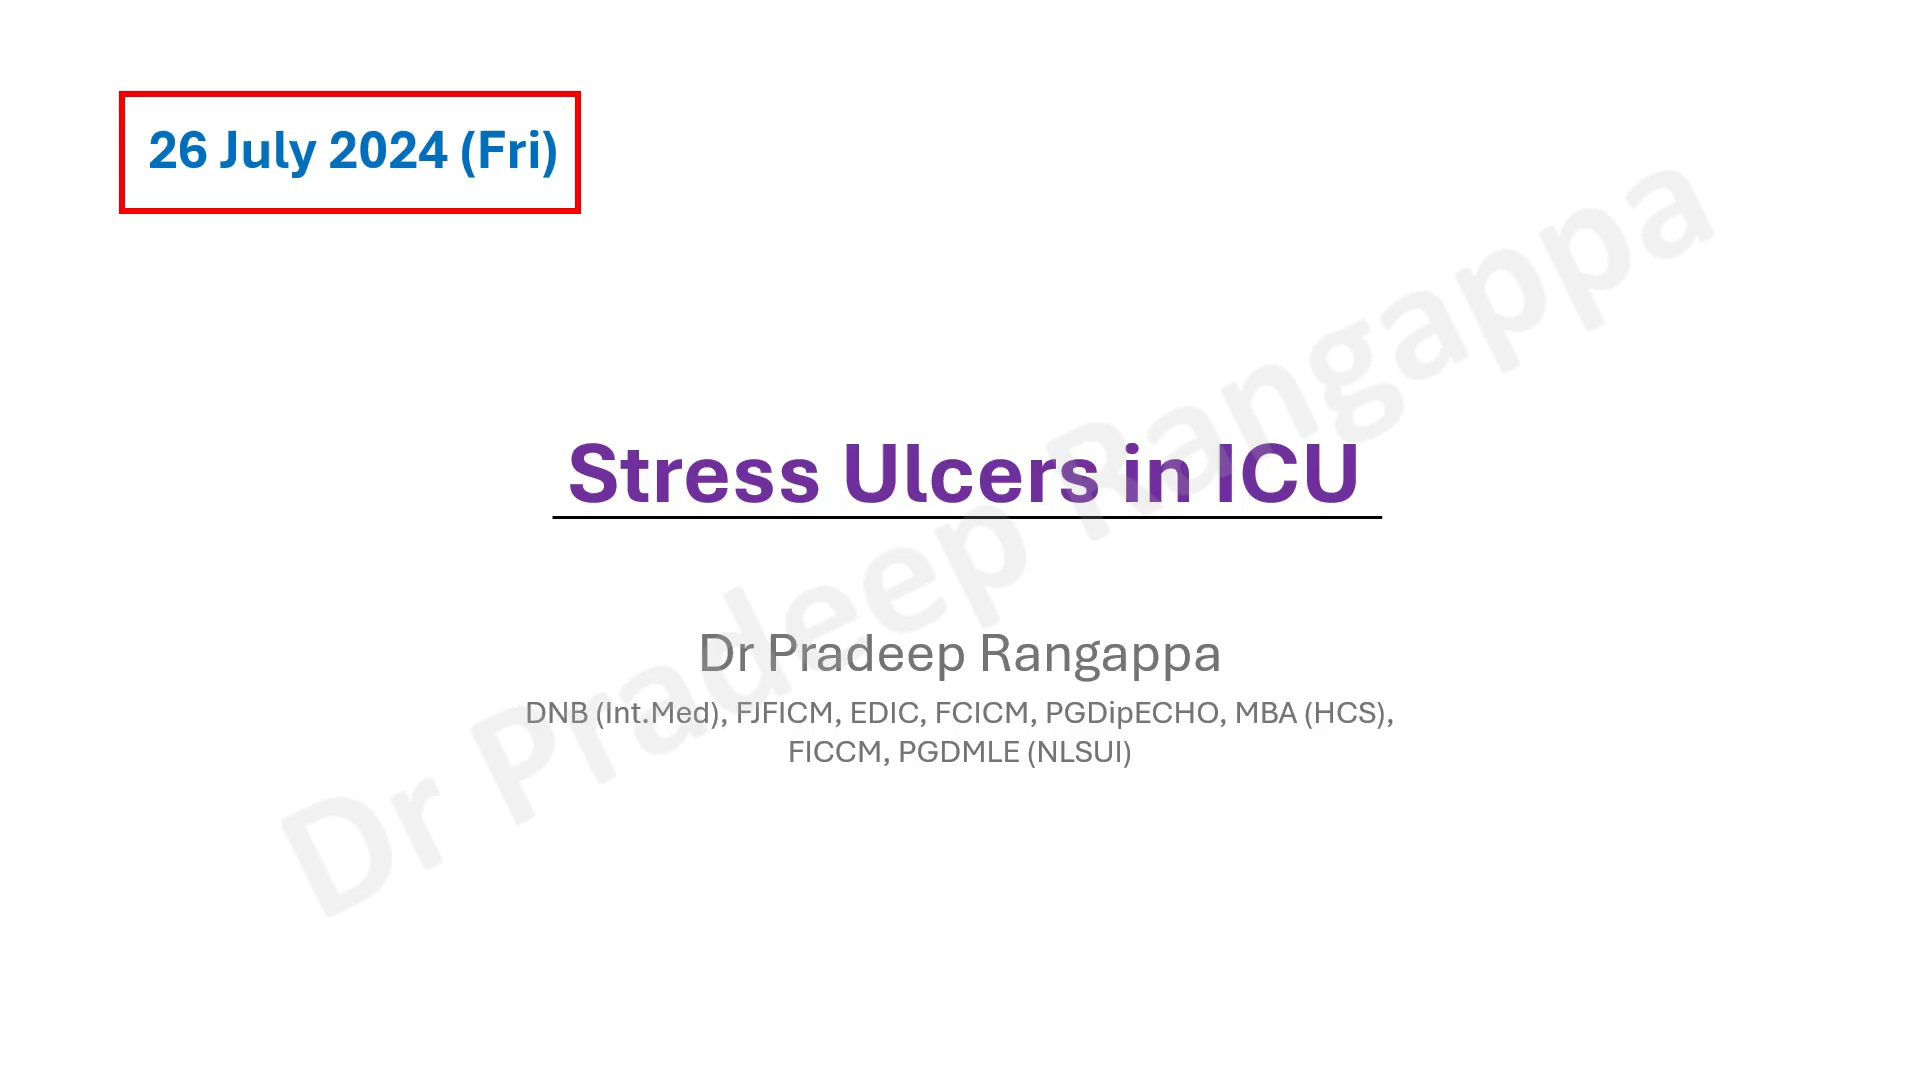 26 July 2024 (Fri)
Stress Ulcers in ICU
Dr Pradeep Rangappa
DNB (Int.Med), FJFICM, EDIC, FCICM, PGDipECHO, MBA (HCS),
FICCM, PGDMLE (NLSUI)
Dr Pradeep Rangappa